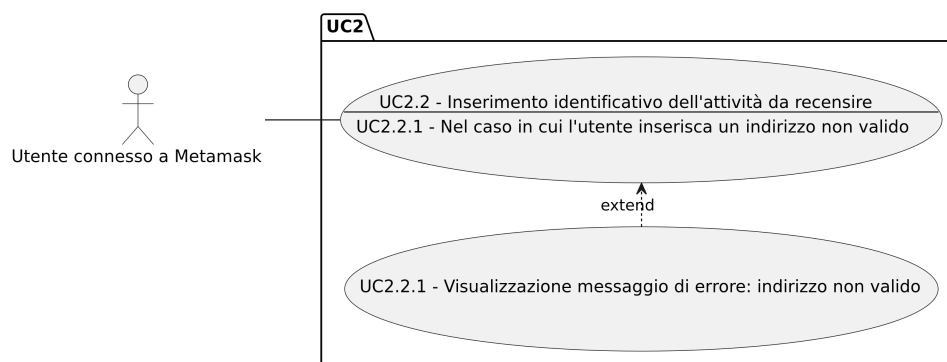 UC2
UC2.2 - Inserimento identificativo dell'attività da recensire
UC2.2.1 - Nel caso in cui l'utente inserisca un indirizzo non valido
Utente connesso a Metamask
extend
UC2.2.1 - Visualizzazione messaggio di errore: indirizzo non valido